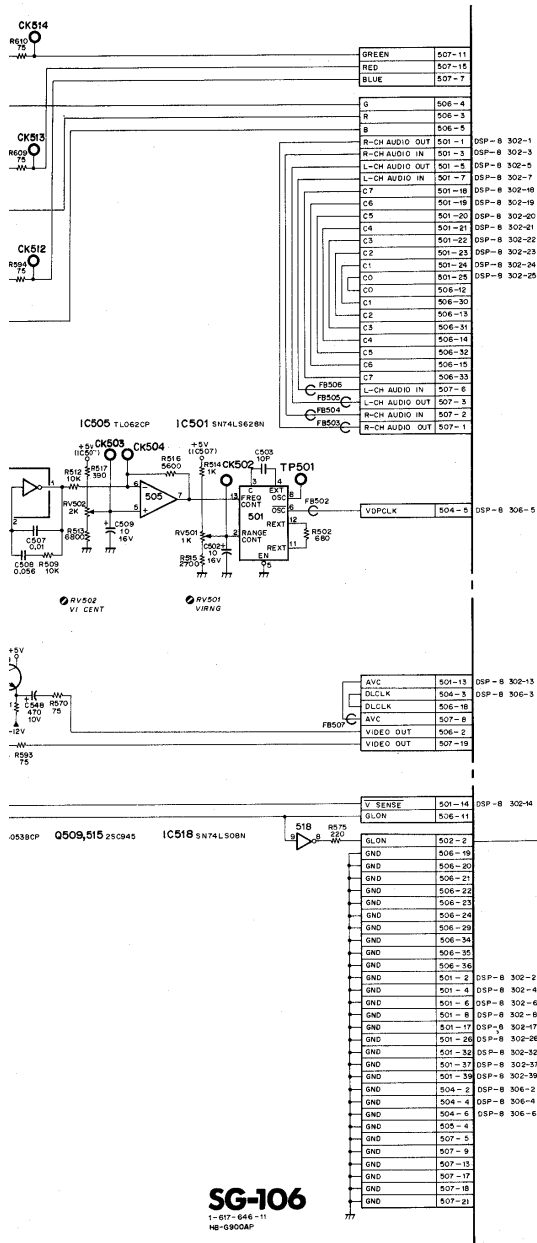 CK514
R610
75
GREEN 507-11
RED 507-15
BLUE 507-7
G 506-4
R 506-3
B 506-5
R-CH AUDIO OUT 501-1 DSP-8 302-1
R-CH AUDIO IN 501-3 DSP-8 302-3
L-CH AUDIO OUT 501-5 DSP-8 302-5
L-CH AUDIO IN 501-7 DSP-8 302-7
C7 501-18 DSP-8 302-18
C6 501-19 DSP-8 302-19
C5 501-20 DSP-8 302-20
C4 501-21 DSP-8 302-21
C3 501-22 DSP-8 302-22
C2 501-23 DSP-8 302-23
C1 501-24 DSP-8 302-24
C0 501-25 DSP-8 302-25
C0 506-12
C1 506-30
C2 506-13
C3 506-31
C4 506-14
C5 506-32
C6 506-15
C7 506-33
L-CH AUDIO IN 507-6
L-CH AUDIO OUT 507-3
R-CH AUDIO IN 507-2
R-CH AUDIO OUT 507-1
CK513
R609
75
CK512
R594
75
FB506
FB505
FB504
FB503
IC505 TL062CP IC501 SN74LS628N
+5V
CK503 CK504
R512
10K
R517
390
R516
5600
+5V
(IC507)
R514
1K
CK502
C503
10P
TP501
RV502
2K
505
6
5
7
R513
6800
C509
10
16V
RV501
1K
R515
2700
C502
10
16V
3
C
4
EXT
13
FREQ
CONT
OSC
8
501
OSC
6
2
RANGE
CONT
REXT
12
REXT
11
EN
5
FB502
R502
680
VDPCLK 504-5 DSP-8 306-5
1
2
C507
0.01
C508
0.056
R509
10K
RV502
VI CENT
RV501
VIRNG
+5V
C548
470
10V
R570
75
-12V
R593
75
FB507
AVC 501-13 DSP-8 302-13
DLCLK 504-3 DSP-8 306-3
DLCLK 506-18
AVC 507-8
VIDEO OUT 506-2
VIDEO OUT 507-19
V SENSE 501-14 DSP-8 302-14
GLON 506-11
4053BCP Q509,515 2SC945 IC518 SN74LS08N
518
9
8
R575
220
GLON 502-2
GND 506-19
GND 506-20
GND 506-21
GND 506-22
GND 506-23
GND 506-24
GND 506-29
GND 506-34
GND 506-35
GND 506-36
GND 501-2 DSP-8 302-2
GND 501-4 DSP-8 302-4
GND 501-6 DSP-8 302-6
GND 501-8 DSP-8 302-8
GND 501-17 DSP-8 302-17
GND 501-26 DSP-8 302-26
GND 501-32 DSP-8 302-32
GND 501-37 DSP-8 302-37
GND 501-39 DSP-8 302-39
GND 504-2 DSP-8 306-2
GND 504-4 DSP-8 306-4
GND 504-6 DSP-8 306-6
GND 505-4
GND 507-5
GND 507-9
GND 507-13
GND 507-17
GND 507-18
GND 507-21
SG-106
1-617-646-11
HB-G900AP